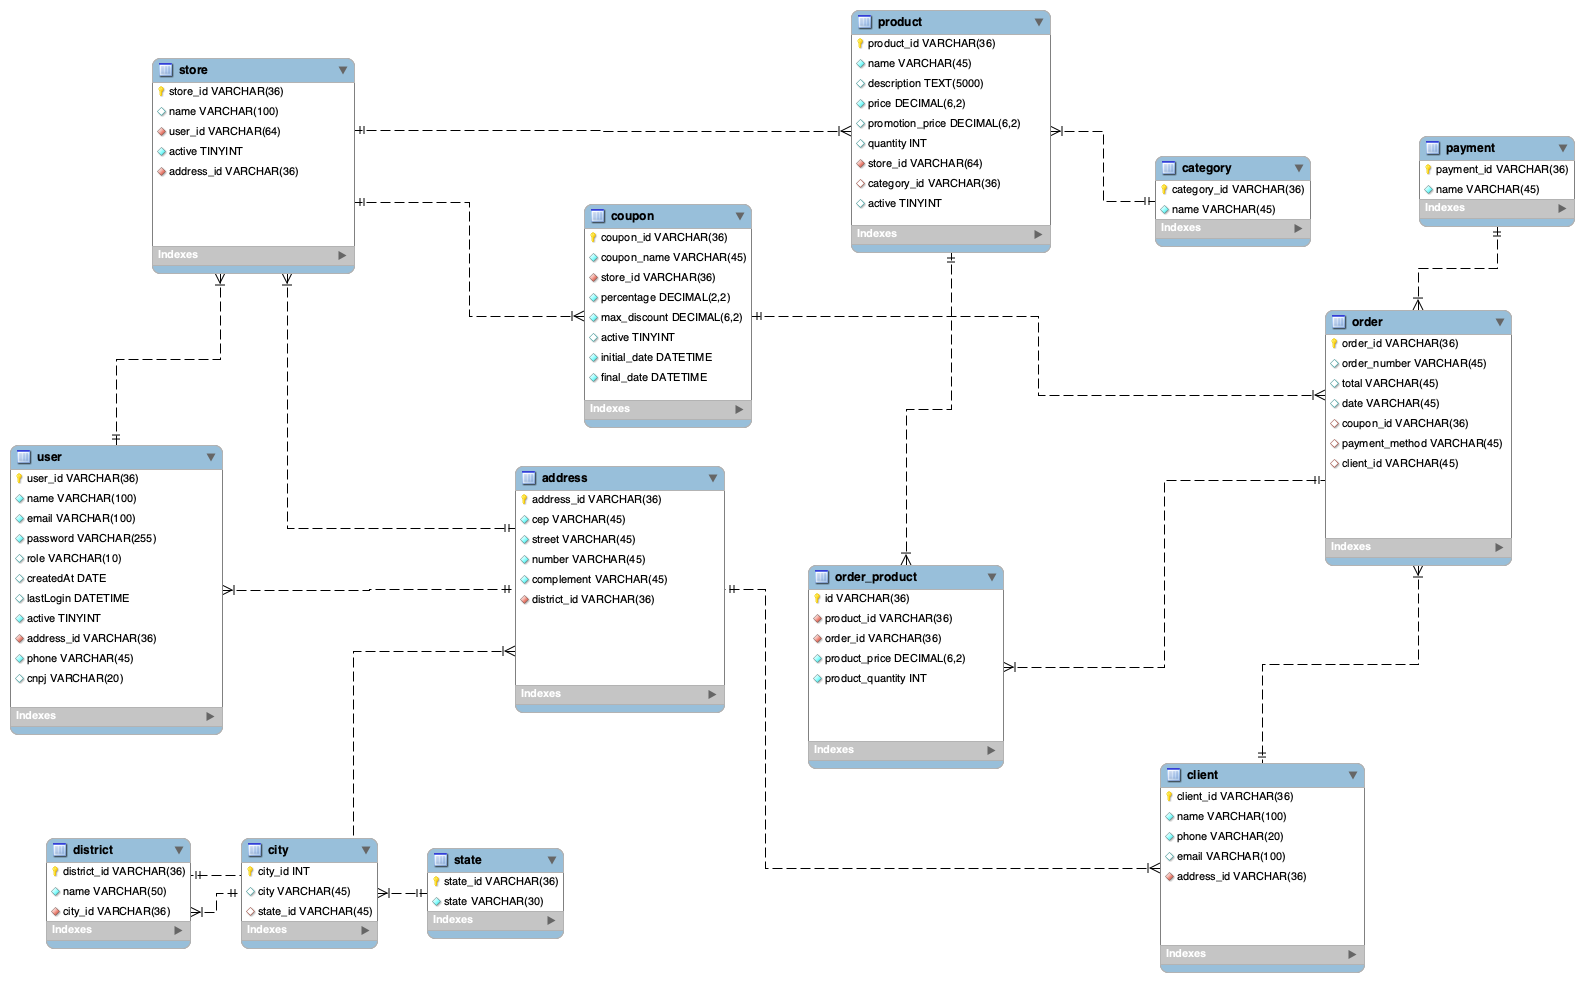 product
product_id VARCHAR(36)
name VARCHAR(45)
description TEXT(5000)
price DECIMAL(6,2)
promotion_price DECIMAL(6,2)
quantity INT
store_id VARCHAR(64)
category_id VARCHAR(36)
active TINYINT
Indexes
store
store_id VARCHAR(36)
name VARCHAR(100)
user_id VARCHAR(64)
active TINYINT
address_id VARCHAR(36)
Indexes
payment
payment_id VARCHAR(36)
name VARCHAR(45)
Indexes
category
category_id VARCHAR(36)
name VARCHAR(45)
Indexes
coupon
coupon_id VARCHAR(36)
coupon_name VARCHAR(45)
store_id VARCHAR(36)
percentage DECIMAL(2,2)
max_discount DECIMAL(6,2)
active TINYINT
initial_date DATETIME
final_date DATETIME
Indexes
order
order_id VARCHAR(36)
order_number VARCHAR(45)
total VARCHAR(45)
date VARCHAR(45)
coupon_id VARCHAR(36)
payment_method VARCHAR(45)
client_id VARCHAR(45)
Indexes
user
user_id VARCHAR(36)
name VARCHAR(100)
email VARCHAR(100)
password VARCHAR(255)
role VARCHAR(10)
createdAt DATE
lastLogin DATETIME
active TINYINT
address_id VARCHAR(36)
phone VARCHAR(45)
cnpj VARCHAR(20)
Indexes
address
address_id VARCHAR(36)
cep VARCHAR(45)
street VARCHAR(45)
number VARCHAR(45)
complement VARCHAR(45)
district_id VARCHAR(36)
Indexes
order_product
id VARCHAR(36)
product_id VARCHAR(36)
order_id VARCHAR(36)
product_price DECIMAL(6,2)
product_quantity INT
Indexes
client
client_id VARCHAR(36)
name VARCHAR(100)
phone VARCHAR(20)
email VARCHAR(100)
address_id VARCHAR(36)
Indexes
district
district_id VARCHAR(36)
name VARCHAR(50)
city_id VARCHAR(36)
Indexes
city
city_id INT
city VARCHAR(45)
state_id VARCHAR(45)
Indexes
state
state_id VARCHAR(36)
state VARCHAR(30)
Indexes